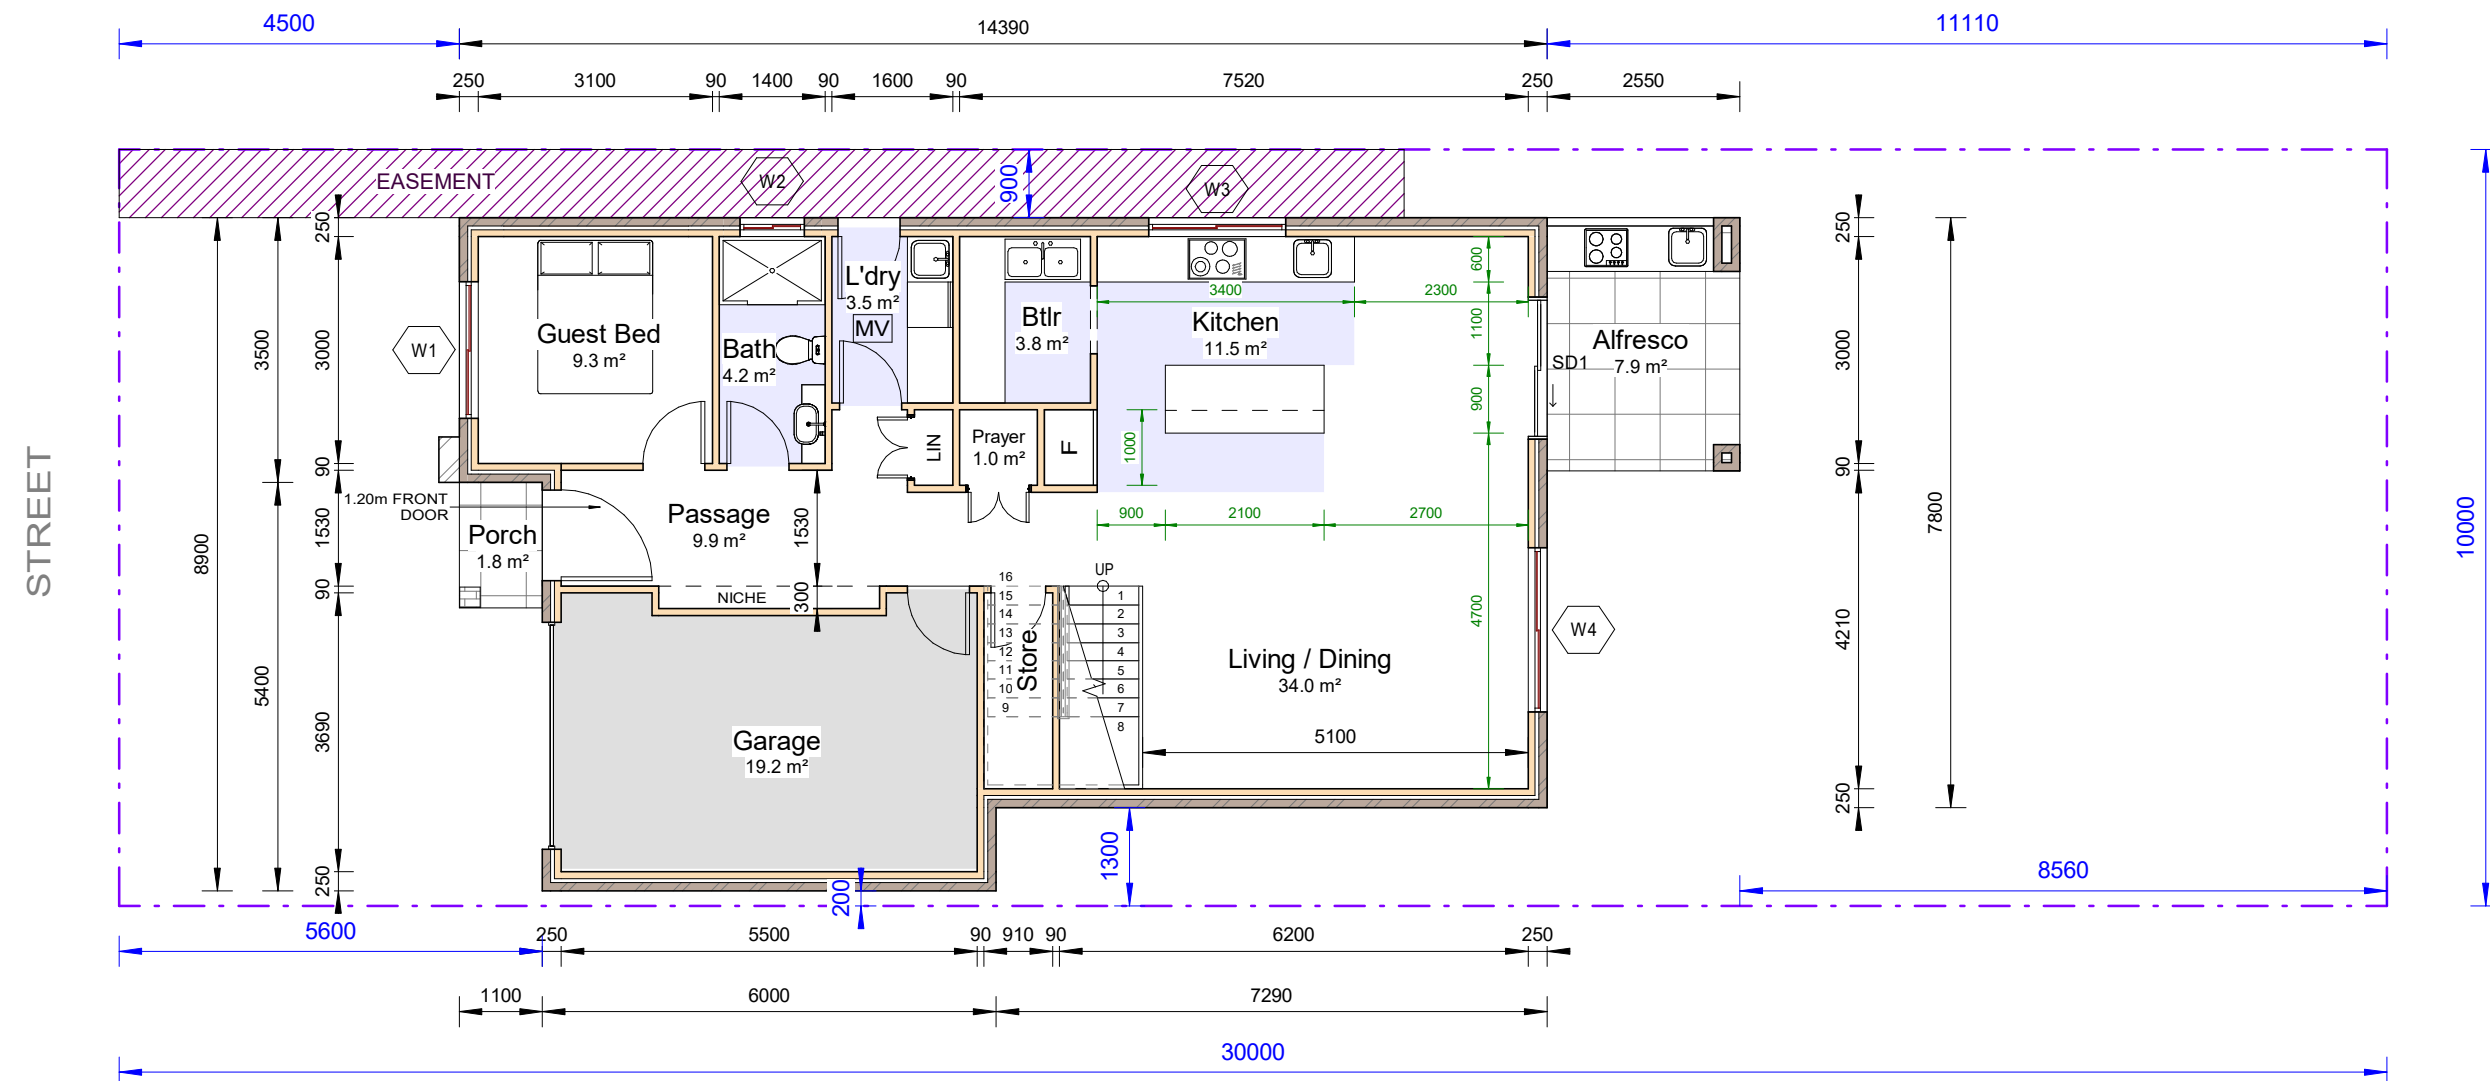 4500
14390
11110
250
3100
90
1400
90
1600
90
7520
250
2550
EASEMENT
W2
900
W3
STREET
8900
3500
5400
250
3000
90
1530
90
3690
250
W1
Guest Bed
9.3 m²
Bath
4.2 m²
L'dry
3.5 m²
MV
Btlr
3.8 m²
Kitchen
11.5 m²
3400
2300
600
1100
900
4700
SD1
Alfresco
7.9 m²
250
3000
90
4210
250
7800
10000
LIN
Prayer
1.0 m²
F
1000
1.20m FRONT
DOOR
Porch
1.8 m²
Passage
9.9 m²
1530
900
2100
2700
NICHE
300
UP
16
15
14
13
12
11
10
9
Store
1
2
3
4
5
6
7
8
Living / Dining
34.0 m²
W4
5100
Garage
19.2 m²
200
1300
8560
5600
250
5500
90
910
90
6200
250
1100
6000
7290
30000